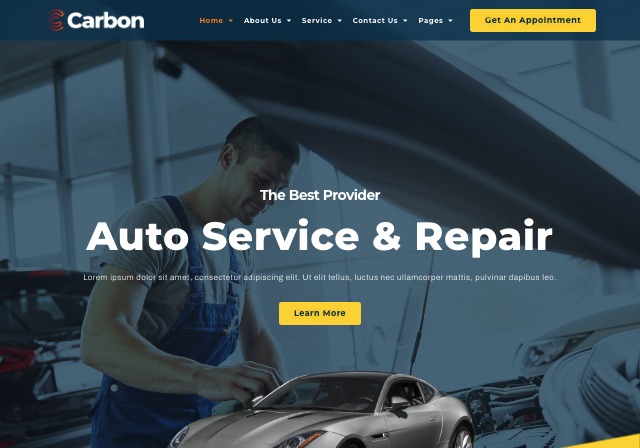 Carbon
Home
About Us
Service
Contact Us
Pages
Get An Appointment
The Best Provider
Auto Service & Repair
Lorem ipsum dolor sit amet, consectetur adipiscing elit. Ut elit tellus, luctus nec ullamcorper mattis, pulvinar dapibus leo.
Learn More